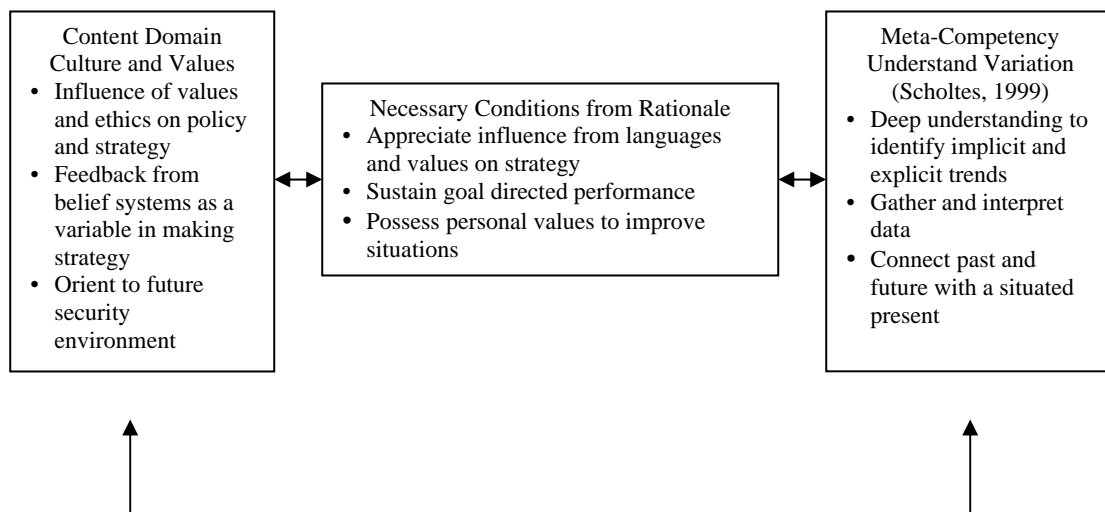 Content Domain
Culture and Values
• Influence of values
and ethics on policy
and strategy
• Feedback from
belief systems as a
variable in making
strategy
• Orient to future
security
environment
Necessary Conditions from Rationale
• Appreciate influence from languages
and values on strategy
• Sustain goal directed performance
• Possess personal values to improve
situations
Meta-Competency
Understand Variation
(Scholtes, 1999)
• Deep understanding to
identify implicit and
explicit trends
• Gather and interpret
data
• Connect past and
future with a situated
present